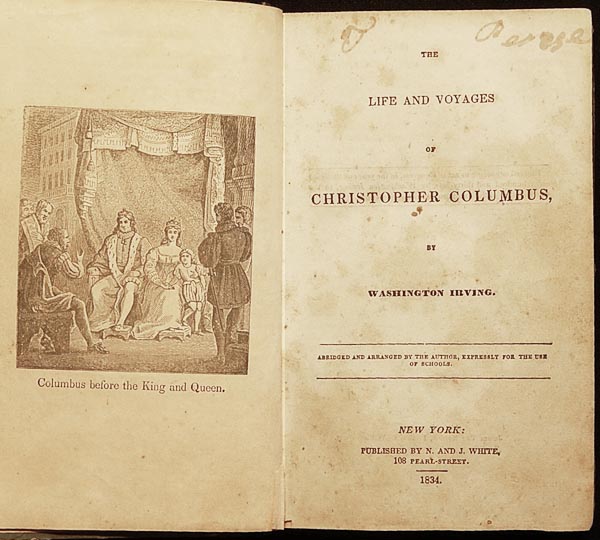 Columbus before the King and Queen.
THE
LIFE AND VOYAGES
OF
CHRISTOPHER COLUMBUS,
BY
WASHINGTON IRVING.
ABRIDGED AND ARRANGED BY THE AUTHOR, EXPRESSLY FOR THE USE
OF SCHOOLS.
NEW YORK:
PUBLISHED BY N. AND J. WHITE,
108 PEARL-STREET.
1834.